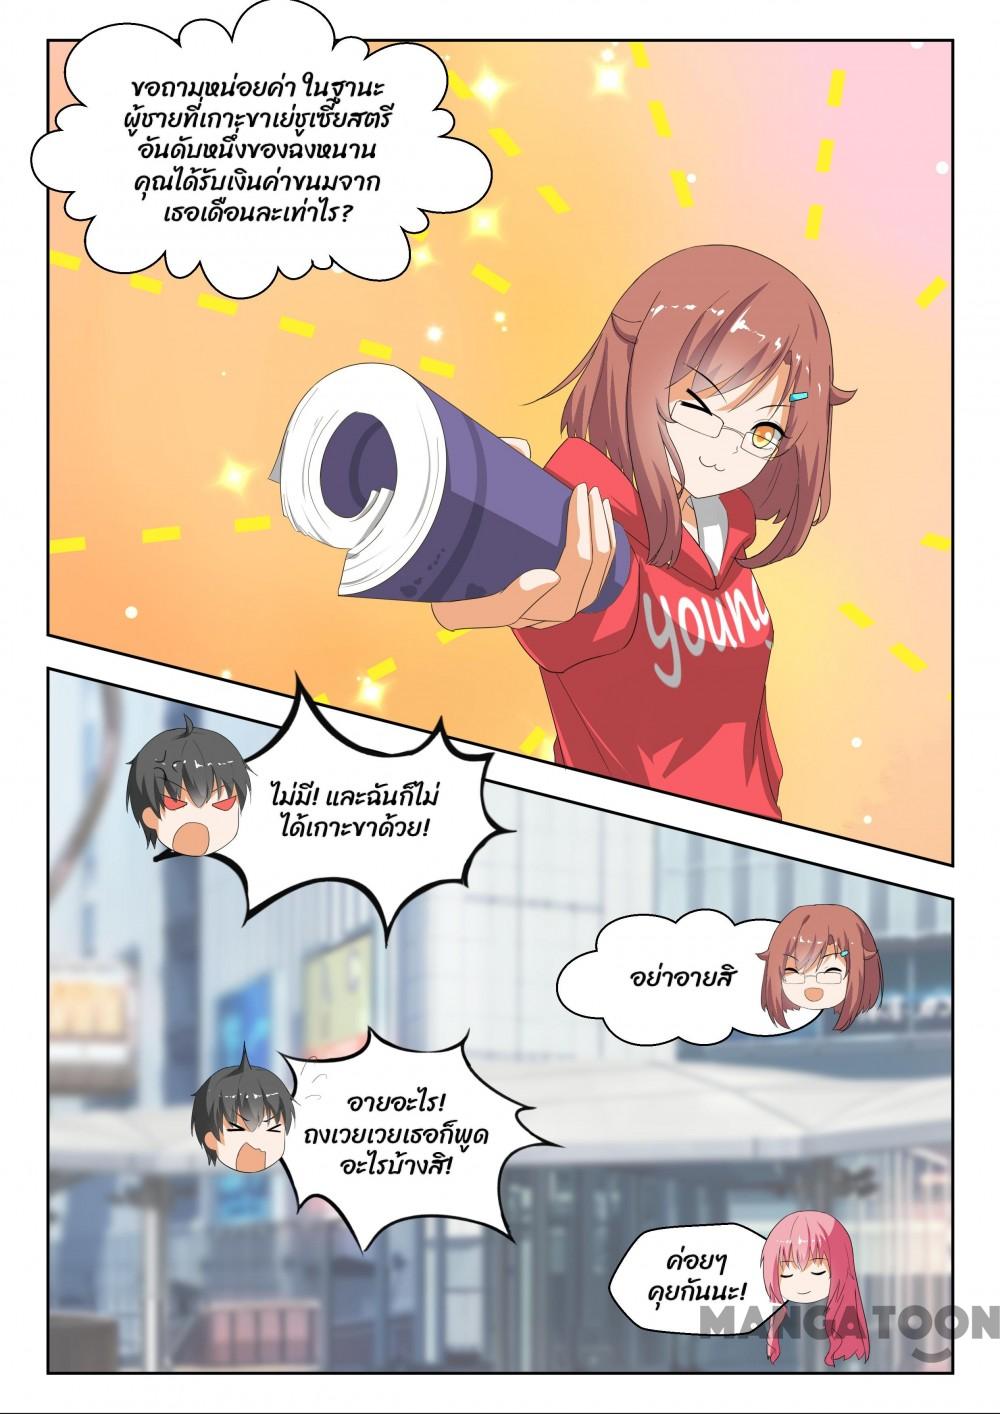 ขอถามหน่อยค่า ในฐานะ
ผู้ชายที่เกาะขาเย่ชูเซี่ยสตรี
อันดับหนึ่งของฉงหนาน
คุณได้รับเงินค่าขนมจาก
เธอเดือนละเท่าไร?
young
ไม่มี! และฉันก็ไม่
ได้เกาะขาด้วย!
อย่าอายสิ
อายอะไร!
ถงเวยเวยเธอก็พูด
อะไรบ้างสิ!
ค่อยๆ
คุยกันนะ!
MANGATOON